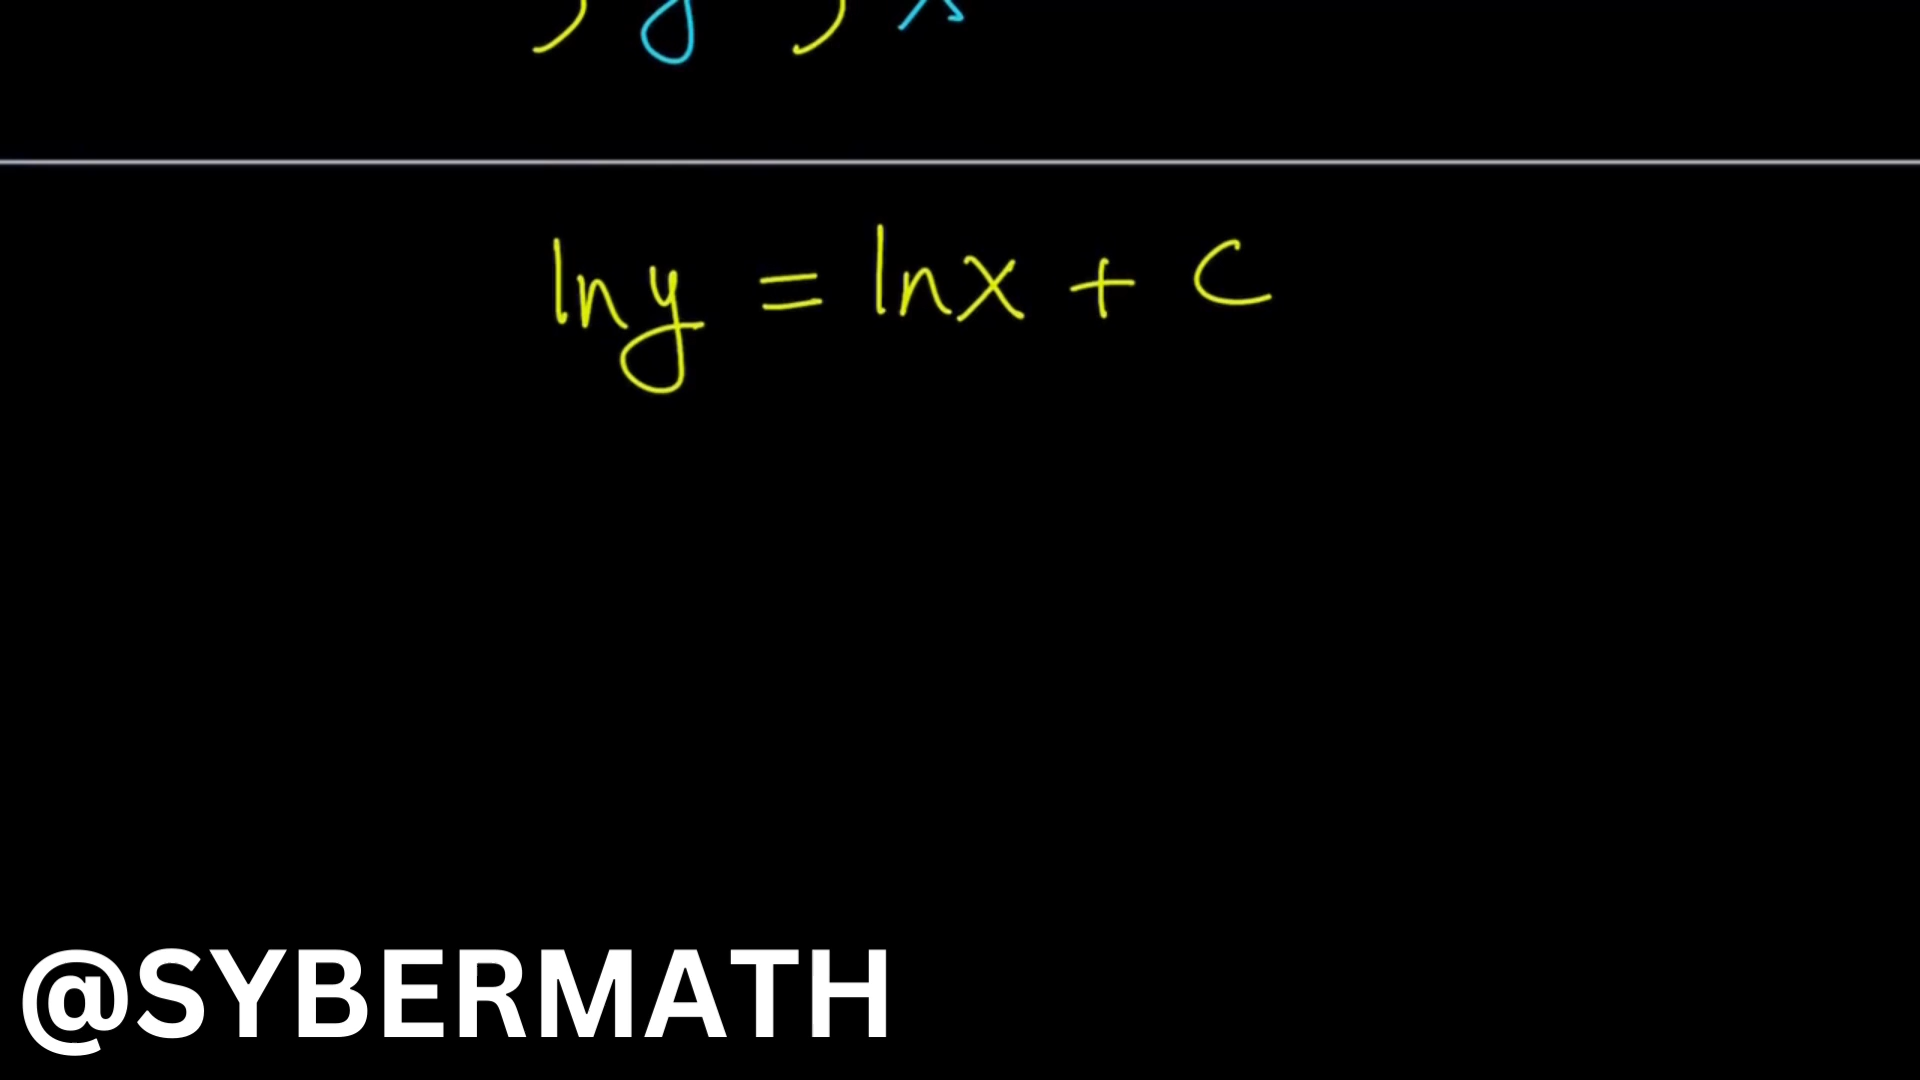 ln y = ln x + c
@SYBERMATH